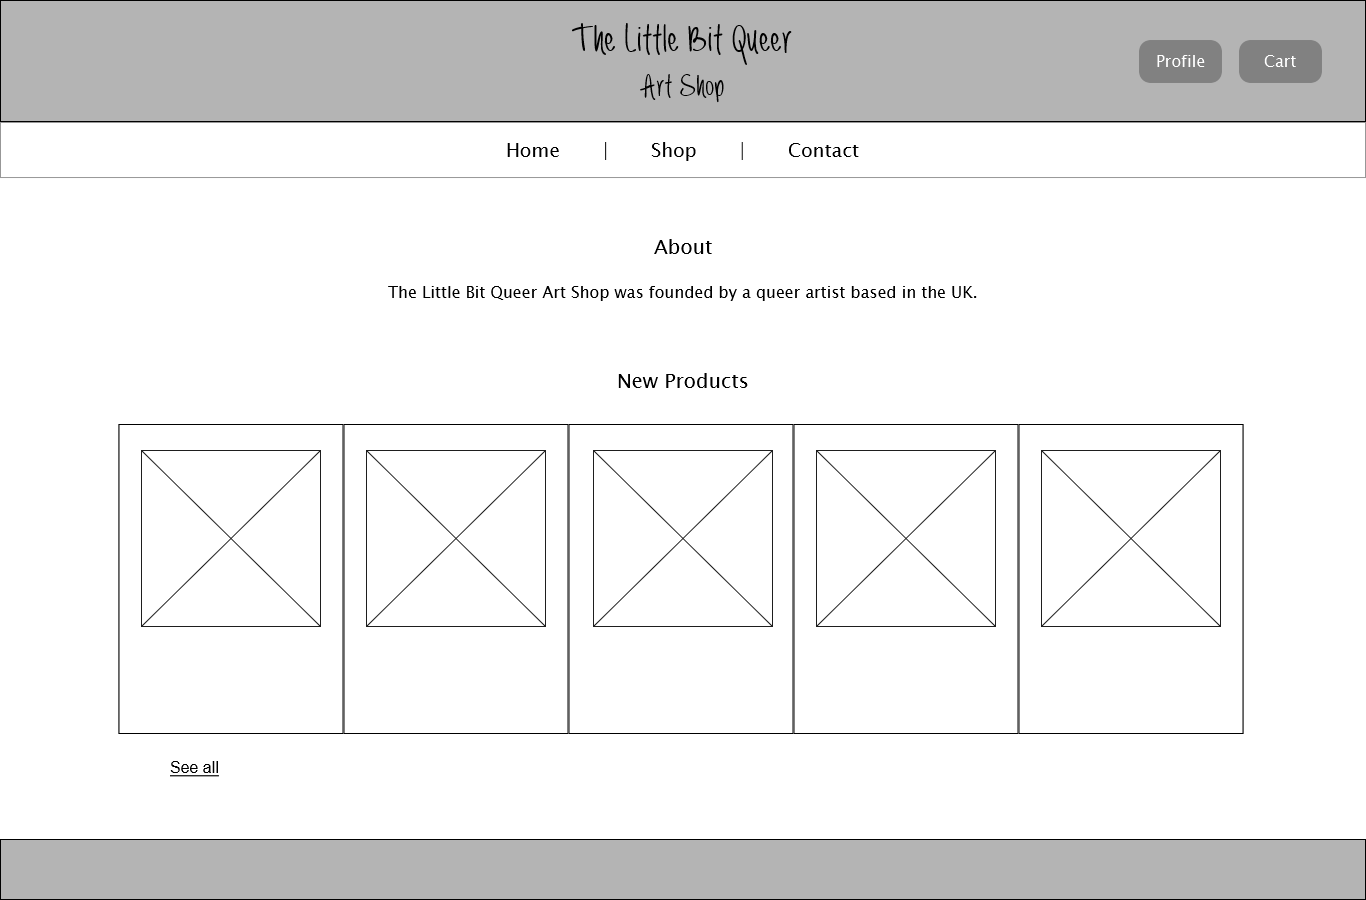 The Little Bit Queer
Art Shop
Profile
Cart
Home | Shop | Contact
About
The Little Bit Queer Art Shop was founded by a queer artist based in the UK.
New Products
See all